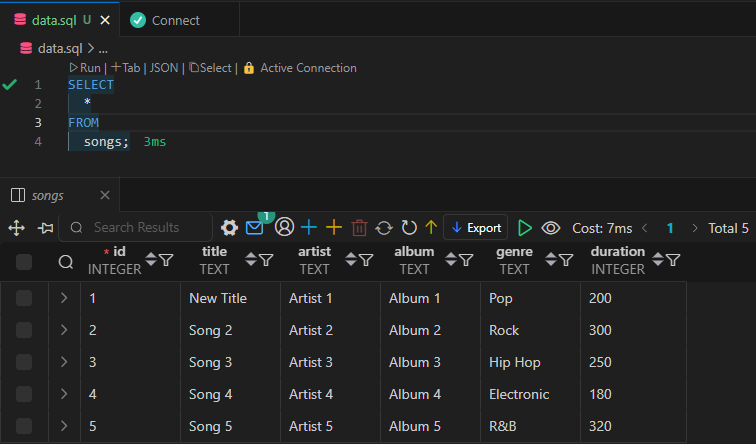 data.sql U
Connect
data.sql > ...
Run | +Tab | JSON | Select | Active Connection
1 SELECT
2 *
3 FROM
4 songs; 3ms
songs
Search Results 1 Export Cost: 7ms < 1 > Total 5
* id title artist album genre duration
INTEGER TEXT TEXT TEXT TEXT INTEGER
1 New Title Artist 1 Album 1 Pop 200
2 Song 2 Artist 2 Album 2 Rock 300
3 Song 3 Artist 3 Album 3 Hip Hop 250
4 Song 4 Artist 4 Album 4 Electronic 180
5 Song 5 Artist 5 Album 5 R&B 320